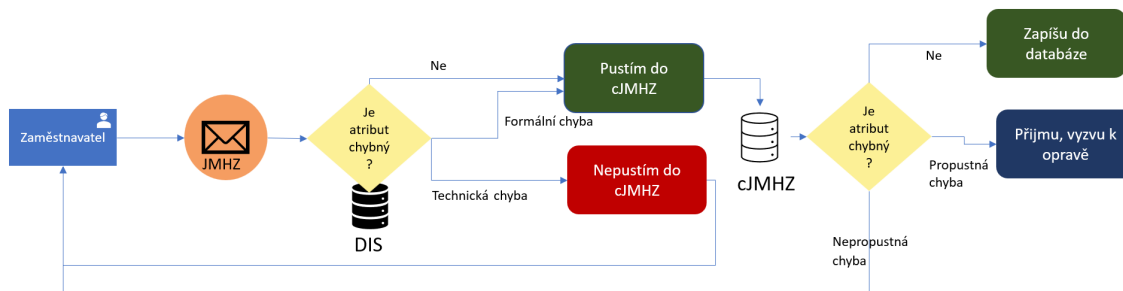 Zaměstnavatel
JMHZ
Je
atribut
chybný
?
DIS
Ne
Formální chyba
Technická chyba
Pustím do
cJMHZ
Nepustím do
cJMHZ
cJMHZ
Je
atribut
chybný
?
Ne
Propustná
chyba
Nepropustná
chyba
Zapíšu do
databáze
Přijmu, vyzvu k
opravě